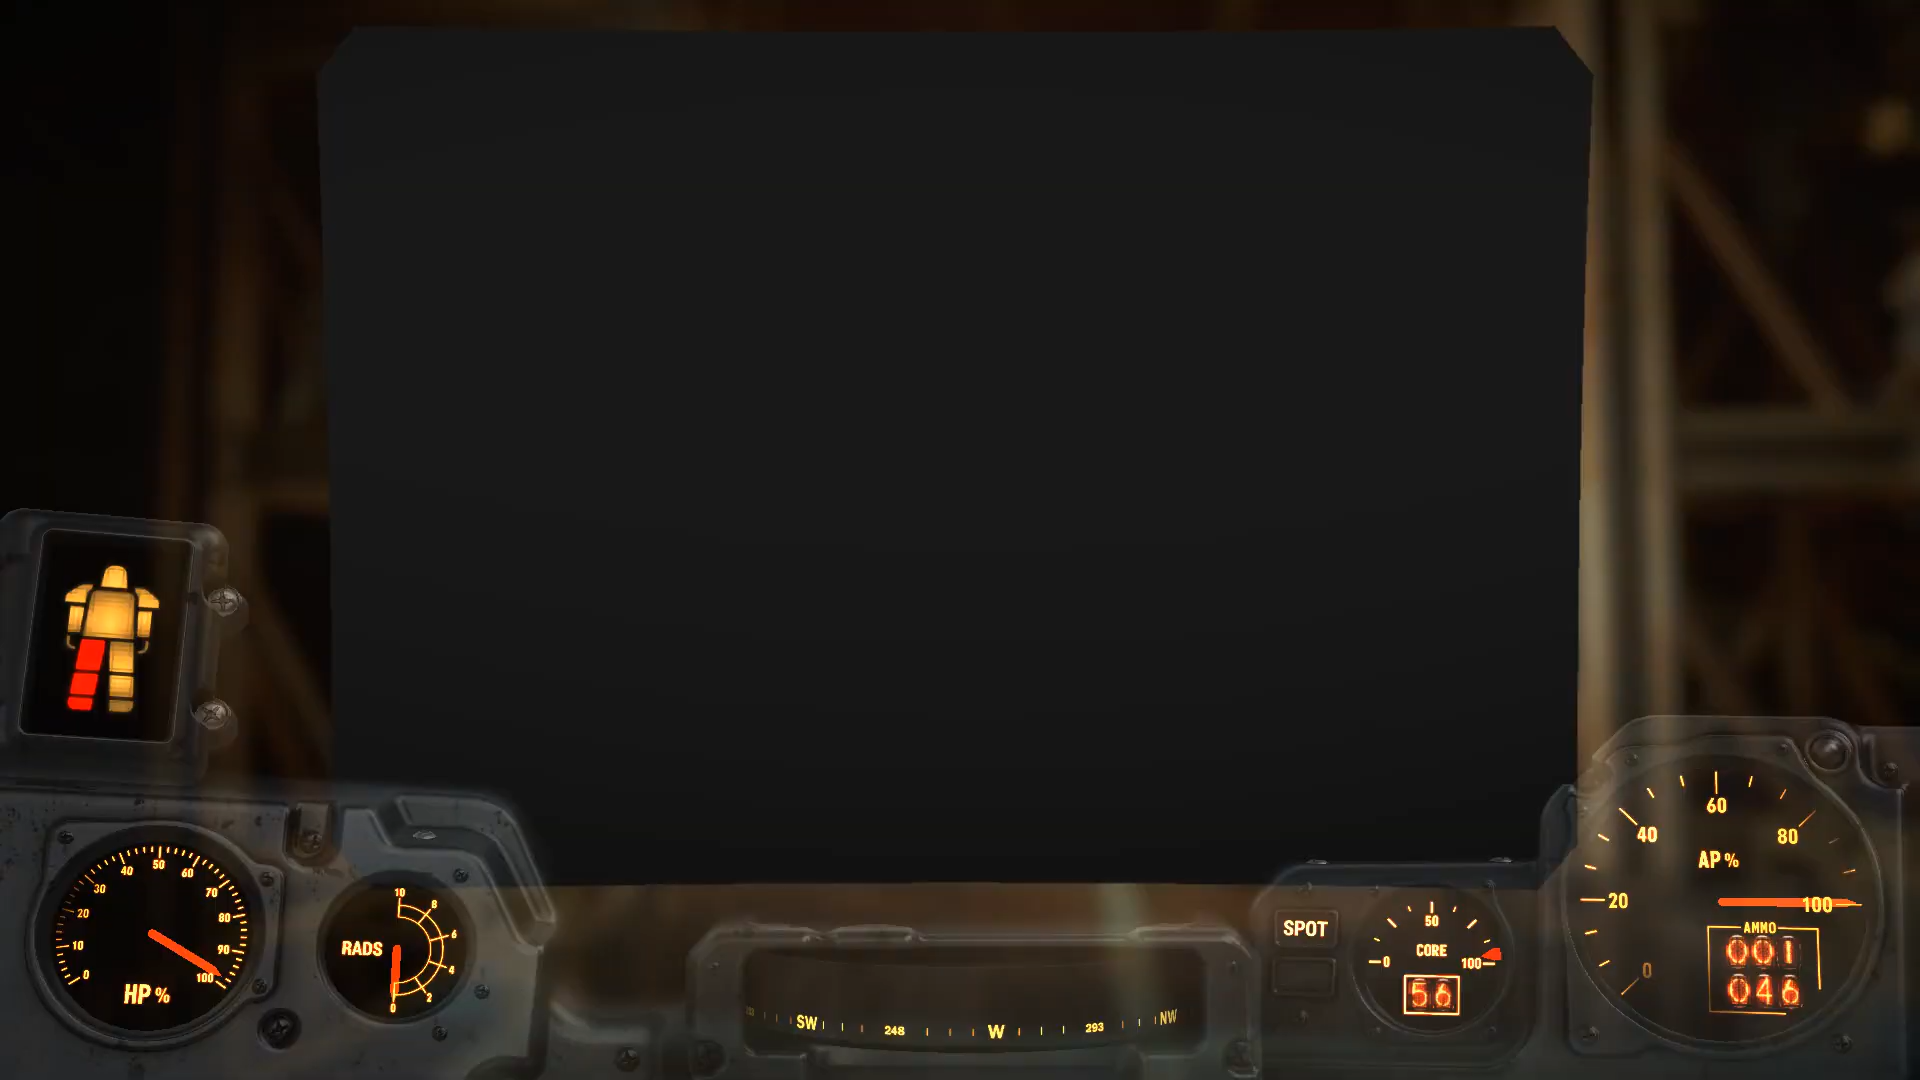 0 10 20 30 40 50 60 70 80 90 100
HP %
RADS
0 2 4 6 8 10
SW 248 W 293 NW
SPOT
0 50 100
CORE
56
0 20 40 60 80 100
AP %
AMMO
001
046